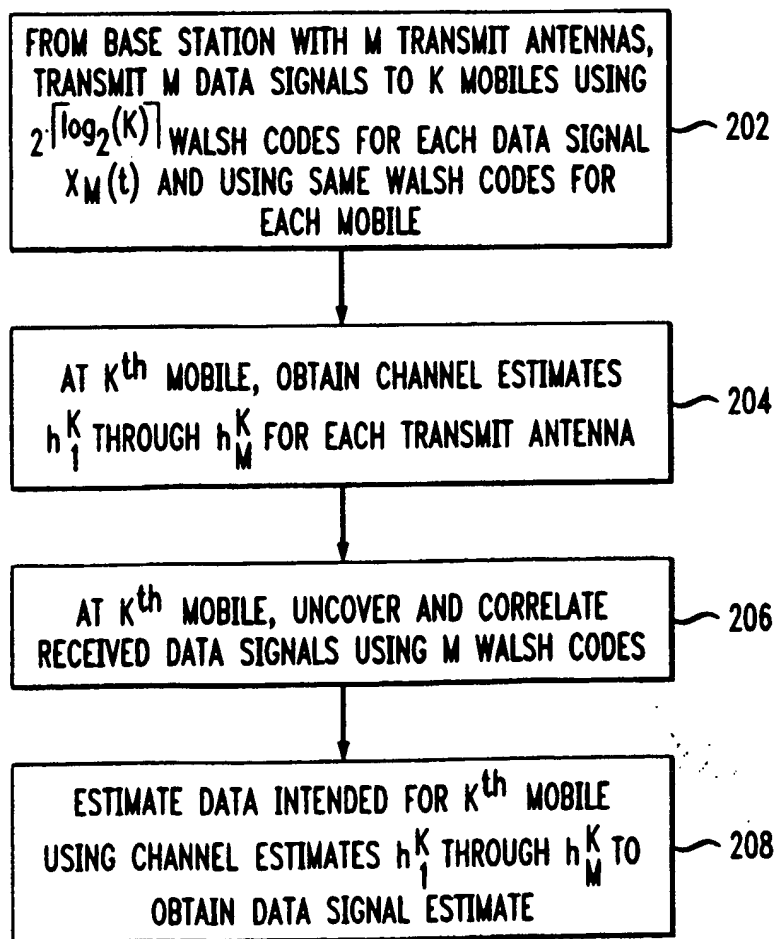 FROM BASE STATION WITH M TRANSMIT ANTENNAS,
TRANSMIT M DATA SIGNALS TO K MOBILES USING
2⌈log₂(K)⌉ WALSH CODES FOR EACH DATA SIGNAL
X_M(t) AND USING SAME WALSH CODES FOR
EACH MOBILE
202
AT Kᵗʰ MOBILE, OBTAIN CHANNEL ESTIMATES
h₁ᴷ THROUGH h_Mᴷ FOR EACH TRANSMIT ANTENNA
204
AT Kᵗʰ MOBILE, UNCOVER AND CORRELATE
RECEIVED DATA SIGNALS USING M WALSH CODES
206
ESTIMATE DATA INTENDED FOR Kᵗʰ MOBILE
USING CHANNEL ESTIMATES h₁ᴷ THROUGH h_Mᴷ TO
OBTAIN DATA SIGNAL ESTIMATE
208